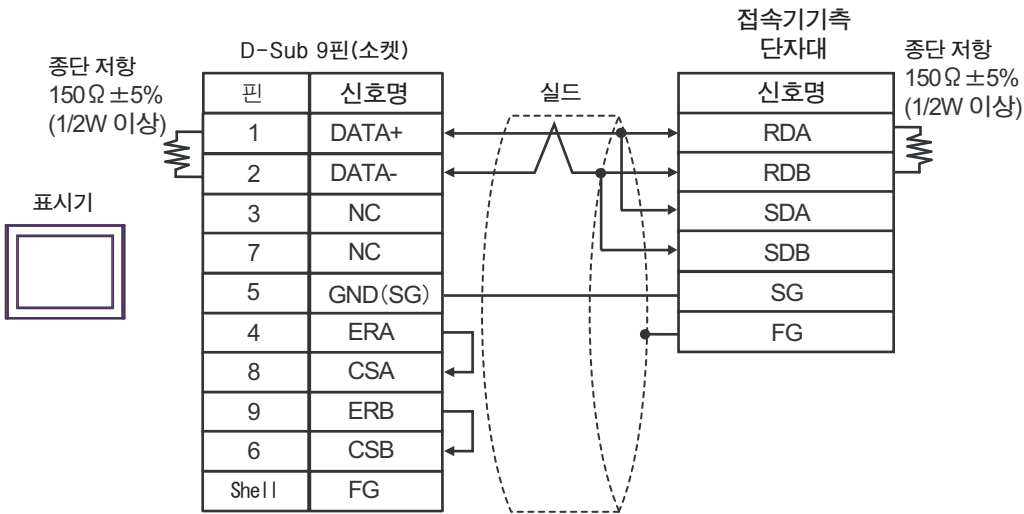 접속기기측
단자대
D-Sub 9핀(소켓)
종단 저항
150Ω±5%
(1/2W 이상)
종단 저항
150Ω±5%
(1/2W 이상)
핀 신호명
실드
신호명
1 DATA+
RDA
2 DATA-
RDB
표시기
3 NC
SDA
7 NC
SDB
5 GND(SG)
SG
4 ERA
FG
8 CSA
9 ERB
6 CSB
Shell FG